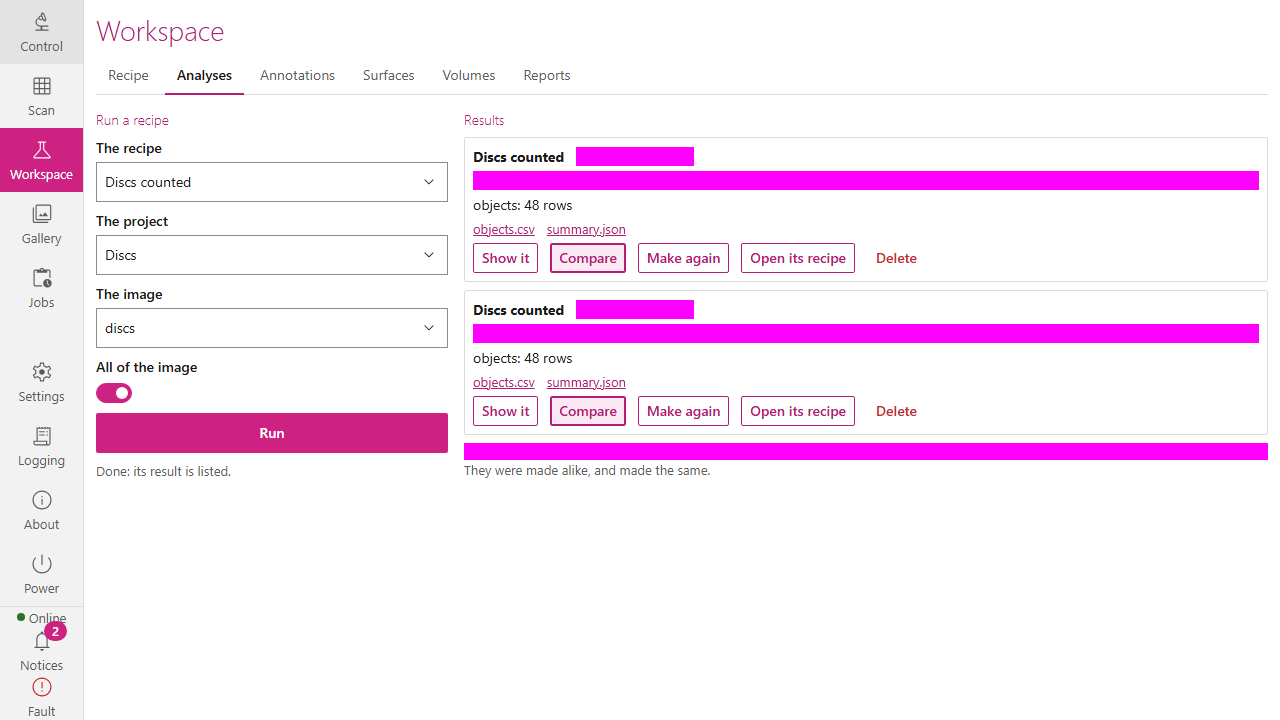 Control
Scan
Workspace
Gallery
Jobs
Settings
Logging
About
Power
Online
2
Notices
Fault
Workspace
Recipe
Analyses
Annotations
Surfaces
Volumes
Reports
Run a recipe
The recipe
Discs counted
The project
Discs
The image
discs
All of the image
Run
Done: its result is listed.
Results
Discs counted
objects: 48 rows
objects.csv summary.json
Show it Compare Make again Open its recipe Delete
Discs counted
objects: 48 rows
objects.csv summary.json
Show it Compare Make again Open its recipe Delete
They were made alike, and made the same.